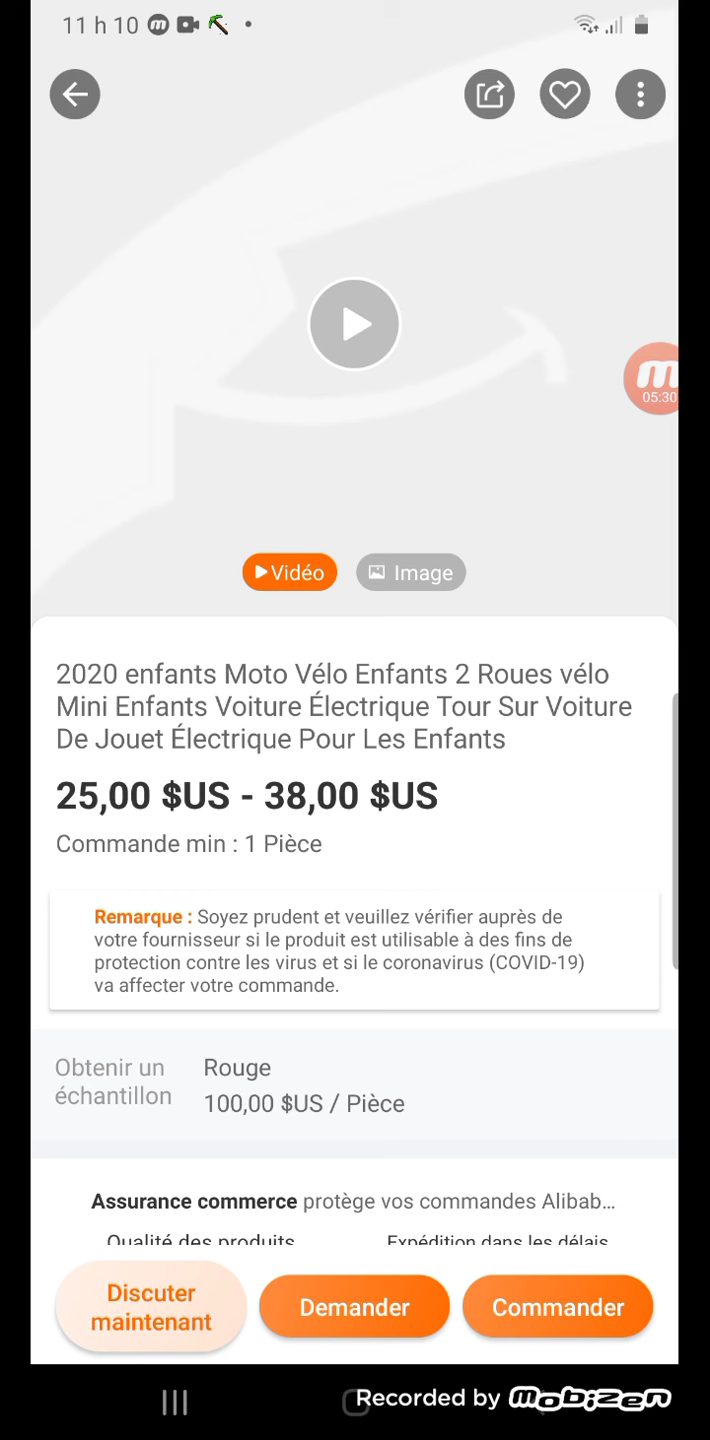 11 h 10
05:30
Vidéo
Image
2020 enfants Moto Vélo Enfants 2 Roues vélo
Mini Enfants Voiture Électrique Tour Sur Voiture
De Jouet Électrique Pour Les Enfants
25,00 $US - 38,00 $US
Commande min : 1 Pièce
Remarque : Soyez prudent et veuillez vérifier auprès de
votre fournisseur si le produit est utilisable à des fins de
protection contre les virus et si le coronavirus (COVID-19)
va affecter votre commande.
Obtenir un
échantillon
Rouge
100,00 $US / Pièce
Assurance commerce protège vos commandes Alibab...
Qualité des produits
Expédition dans les délais
Discuter
maintenant
Demander
Commander
Recorded by mobizen